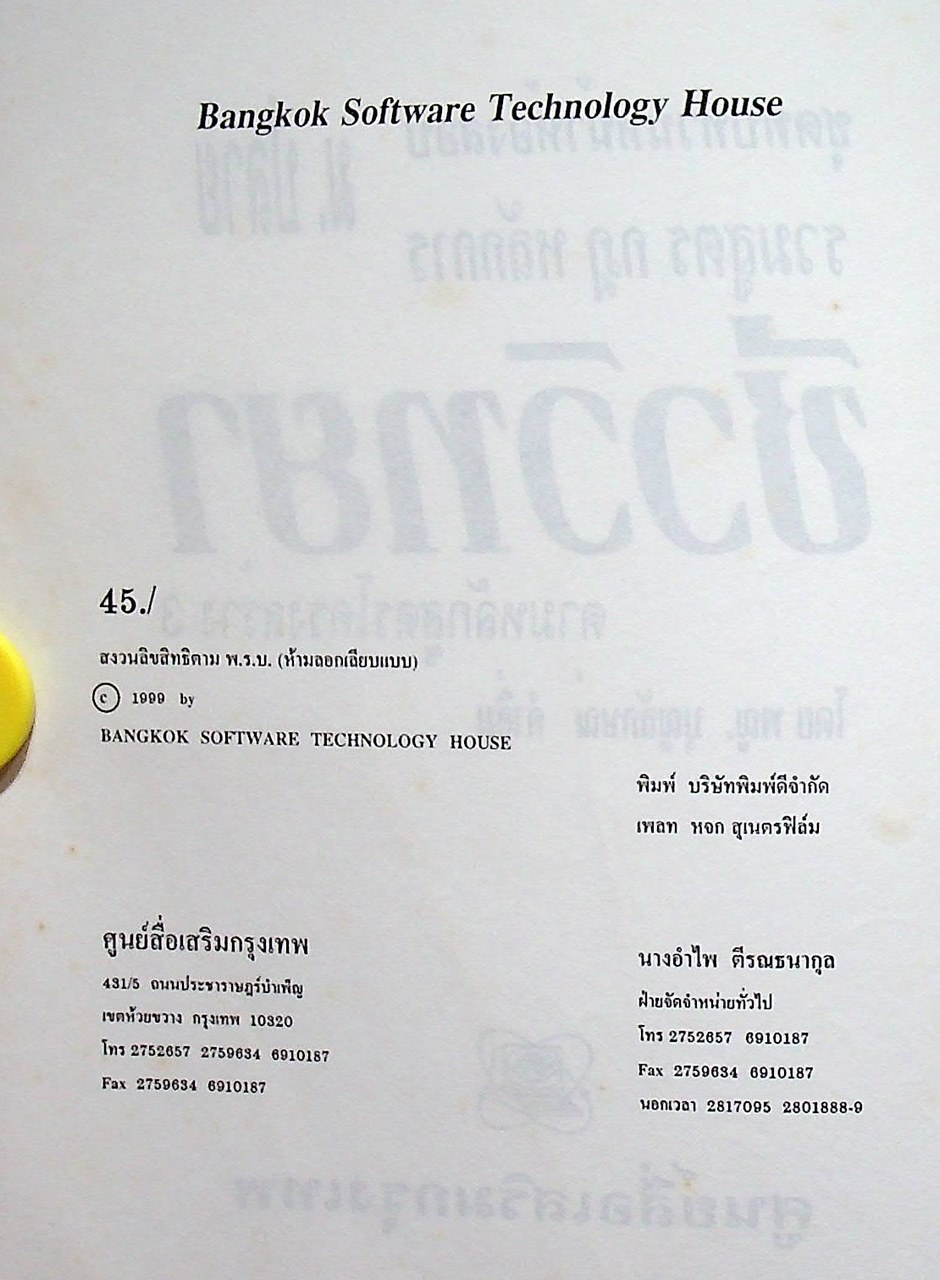 Bangkok Software Technology House
45./
สงวนลิขสิทธิตาม พ.ร.บ. (ห้ามลอกเลียบแบบ)
© 1999 by
BANGKOK SOFTWARE TECHNOLOGY HOUSE
พิมพ์ บริษัทพิมพ์ดีจำกัด
เพลท หจก สุเนตรฟิล์ม
ศูนย์สื่อเสริมกรุงเทพ
431/5 ถนนประชาราษฎร์บำเพ็ญ
เขตห้วยขวาง กรุงเทพ 10320
โทร 2752657 2759634 6910187
Fax 2759634 6910187
นางอำไพ ตีรณธนากุล
ฝ่ายจัดจำหน่ายทั่วไป
โทร 2752657 6910187
Fax 2759634 6910187
นอกเวลา 2817095 2801888-9